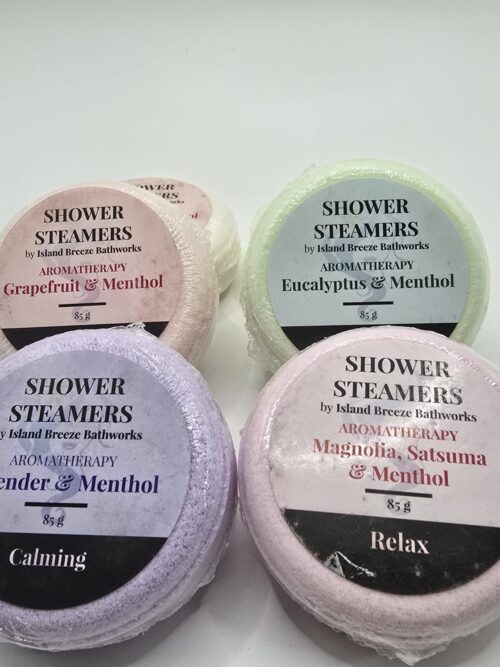 SHOWER
STEAMERS
by Island Breeze Bathworks
AROMATHERAPY
Grapefruit & Menthol
85 g
SHOWER
STEAMERS
by Island Breeze Bathworks
AROMATHERAPY
Eucalyptus & Menthol
85 g
SHOWER
STEAMERS
y Island Breeze Bathworks
AROMATHERAPY
ender & Menthol
85 g
Calming
SHOWER
STEAMERS
by Island Breeze Bathworks
AROMATHERAPY
Magnolia, Satsuma
& Menthol
85 g
Relax